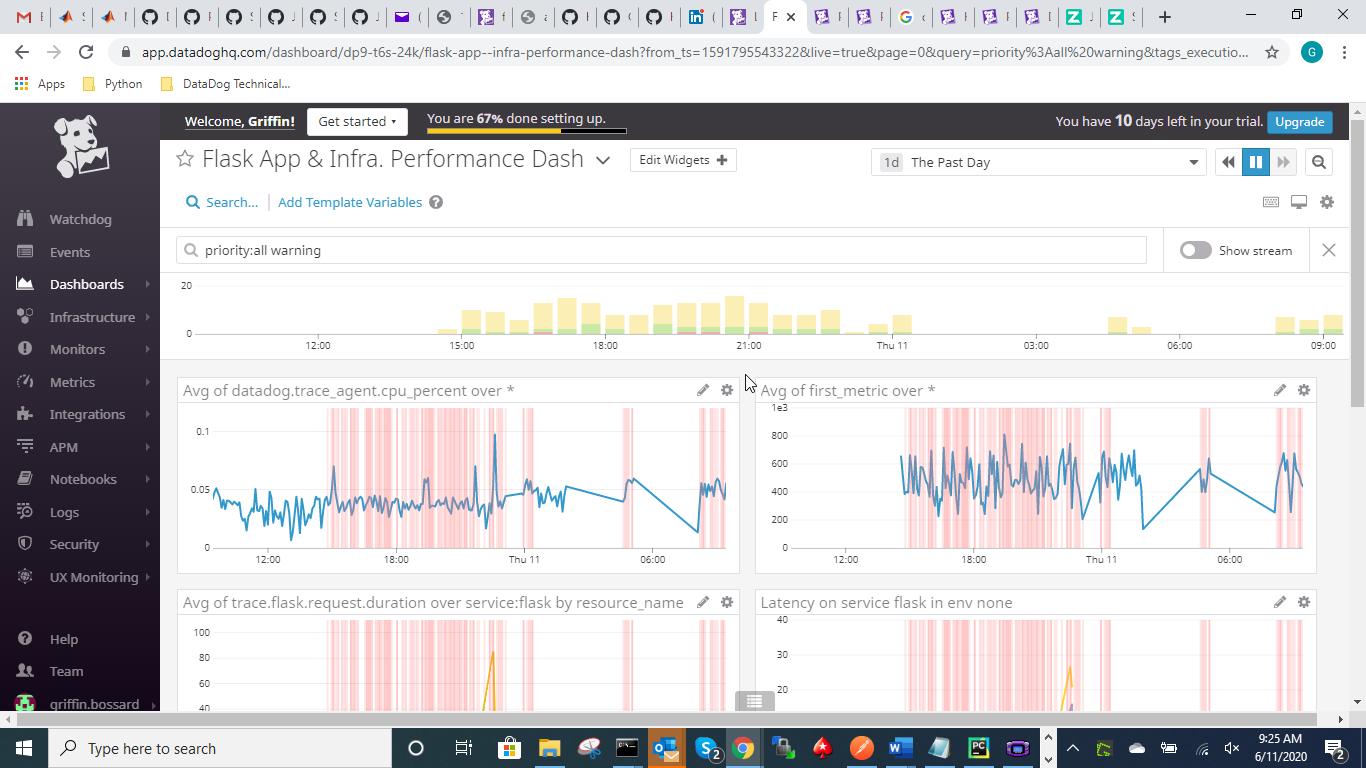 app.datadoghq.com/dashboard/dp9-t6s-24k/flask-app--infra-performance-dash?from_ts=1591795543322&live=true&page=0&query=priority%3Aall%20warning&tags_executio...
G
Apps
Python
DataDog Technical...
Welcome, Griffin!
Get started
You are 67% done setting up.
You have 10 days left in your trial.
Upgrade
Flask App & Infra. Performance Dash
Edit Widgets
1d The Past Day
Search...
Add Template Variables
priority:all warning
Show stream
Watchdog
Events
Dashboards
Infrastructure
Monitors
Metrics
Integrations
APM
Notebooks
Logs
Security
UX Monitoring
Help
Team
griffin.bossard
20
0
12:00 15:00 18:00 21:00 Thu 11 03:00 06:00 09:00
Avg of datadog.trace_agent.cpu_percent over *
0.1
0.05
0
12:00 18:00 Thu 11 06:00
Avg of first_metric over *
1e3
800
600
400
200
0
12:00 18:00 Thu 11 06:00
Avg of trace.flask.request.duration over service:flask by resource_name
100
80
60
40
Latency on service flask in env none
40
30
20
Type here to search
9:25 AM
6/11/2020